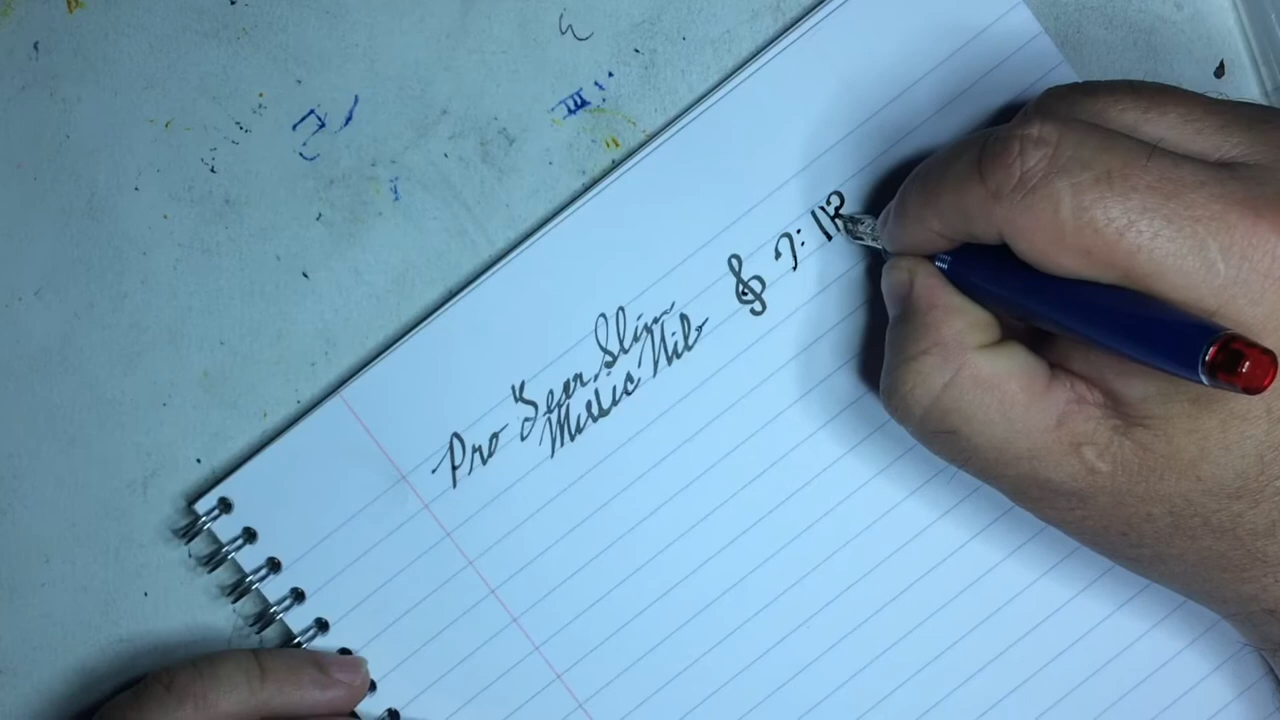 Pro Gear Slim
Music Nib
𝄞 𝄢 𝄡